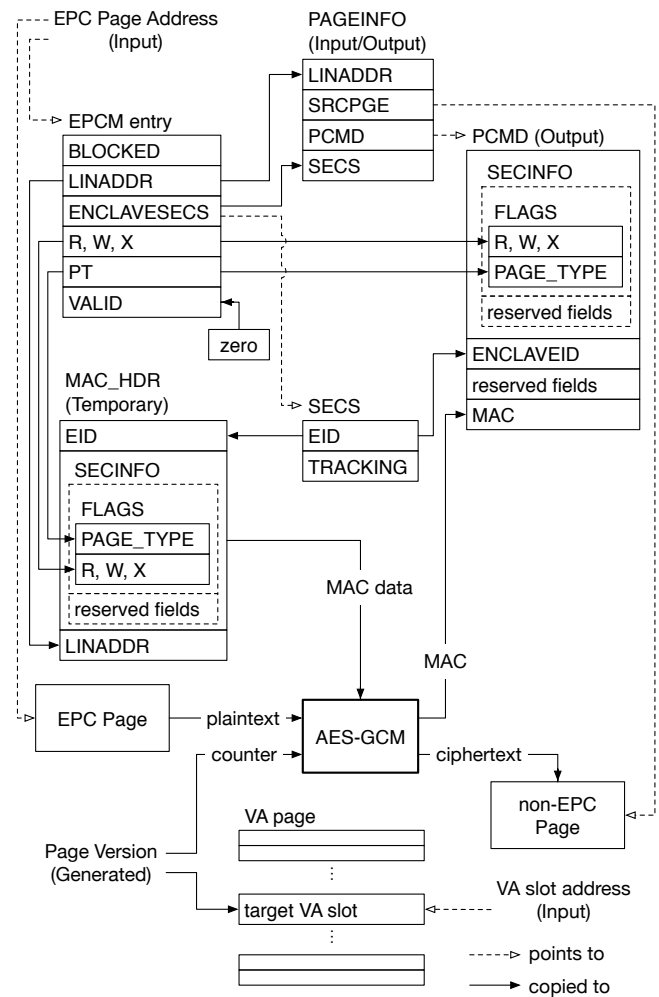 EPC Page Address
(Input)
PAGEINFO
(Input/Output)
LINADDR
SRCPGE
PCMD
SECS
EPCM entry
BLOCKED
LINADDR
ENCLAVESECS
R, W, X
PT
VALID
zero
PCMD (Output)
SECINFO
FLAGS
R, W, X
PAGE_TYPE
reserved fields
ENCLAVEID
reserved fields
MAC
MAC_HDR
(Temporary)
EID
SECINFO
FLAGS
PAGE_TYPE
R, W, X
reserved fields
LINADDR
SECS
EID
TRACKING
MAC data
MAC
EPC Page
plaintext
counter
AES-GCM
ciphertext
non-EPC
Page
VA page
⋮
target VA slot
⋮
Page Version
(Generated)
VA slot address
(Input)
points to
copied to